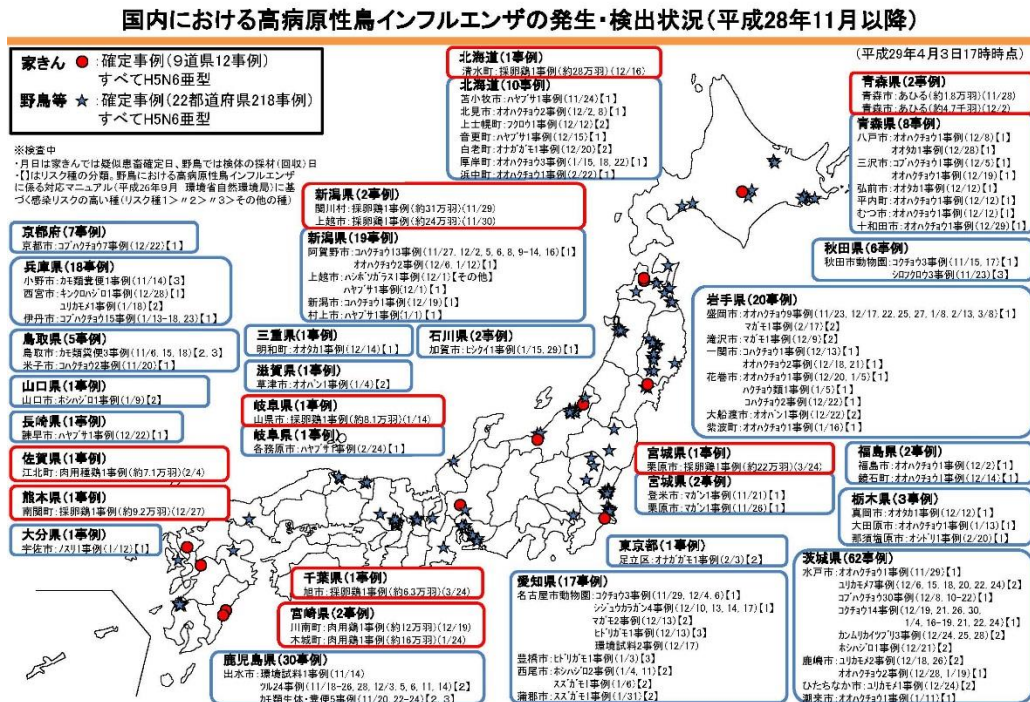 国内における高病原性鳥インフルエンザの発生・検出状況(平成28年11月以降)
(平成29年4月3日17時時点)
家きん ●:確定事例(9道県12事例)
すべてH5N6亜型
野鳥等 ★:確定事例(22都道府県218事例)
すべてH5N6亜型
※検査中
・月日は家きんでは疑似患畜確定日、野鳥では検体の採材(回収)日
・【】はリスク種の分類。野鳥における高病原性鳥インフルエンザ
に係る対応マニュアル(平成26年9月 環境省自然環境局)に基
づく感染リスクの高い種(リスク種1>〃2>〃3>その他の種)
北海道(1事例)
清水町:採卵鶏1事例(約28万羽)(12/16)
北海道(10事例)
苫小牧市:ハヤブサ1事例(11/24)【1】
北見市:オオハクチョウ2事例(12/2, 8)【1】
上士幌町:フクロウ1事例(12/12)【2】
音更町:ハヤブサ1事例(12/15)【1】
白老町:オナガガモ1事例(12/20)【2】
厚岸町:オオハクチョウ3事例(1/15, 18, 22)【1】
浜中町:オオハクチョウ1事例(2/22)【1】
青森県(2事例)
青森市:あひる(約1.8万羽)(11/28)
青森市:あひる(約4.7千羽)(12/2)
青森県(8事例)
八戸市:オオハクチョウ1事例(12/8)【1】
オオタカ1事例(12/28)【1】
三沢市:コブハクチョウ1事例(12/5)【1】
オオハクチョウ1事例(12/19)【1】
弘前市:オオタカ1事例(12/12)【1】
平内町:オオハクチョウ1事例(12/12)【1】
むつ市:オオハクチョウ1事例(12/12)【1】
十和田市:オオハクチョウ1事例(12/29)【1】
新潟県(2事例)
関川村:採卵鶏1事例(約31万羽)(11/29)
上越市:採卵鶏1事例(約24万羽)(11/30)
新潟県(19事例)
阿賀野市:コハクチョウ13事例(11/27, 12/2, 5, 6, 8, 9-14, 16)【1】
オオハクチョウ2事例(12/6, 1/12)【1】
上越市:ハシボソガラス1事例(12/1)【その他】
ハヤブサ1事例(12/1)【1】
新潟市:コハクチョウ1事例(12/19)【1】
村上市:ハヤブサ1事例(1/1)【1】
京都府(7事例)
京都市:コブハクチョウ7事例(12/22)【1】
兵庫県(18事例)
小野市:カモ類糞便1事例(11/14)【3】
西宮市:キンクロハジロ1事例(12/28)【1】
ユリカモメ1事例(1/18)【2】
伊丹市:コブハクチョウ15事例(1/13-18, 23)【1】
鳥取県(5事例)
鳥取市:カモ類糞便3事例(11/6, 15, 18)【2, 3】
米子市:コハクチョウ2事例(11/20)【1】
山口県(1事例)
山口市:ホシハジロ1事例(1/9)【2】
長崎県(1事例)
諫早市:ハヤブサ1事例(12/22)【1】
佐賀県(1事例)
江北町:肉用種鶏1事例(約7.1万羽)(2/4)
熊本県(1事例)
南関町:採卵鶏1事例(約9.2万羽)(12/27)
大分県(1事例)
宇佐市:ノスリ1事例(1/12)【1】
三重県(1事例)
明和町:オオタカ1事例(12/14)【1】
滋賀県(1事例)
草津市:オオバン1事例(1/4)【2】
岐阜県(1事例)
山県市:採卵鶏1事例(約8.1万羽)(1/14)
岐阜県(1事例)
各務原市:ハヤブサ1事例(2/24)【1】
石川県(2事例)
加賀市:ヒシクイ1事例(1/15, 29)【1】
秋田県(6事例)
秋田市動物園:コクチョウ3事例(11/15, 17)【1】
シロフクロウ3事例(11/23)【3】
岩手県(20事例)
盛岡市:オオハクチョウ9事例(11/23, 12/17, 22, 25, 27, 1/8, 2/13, 3/8)【1】
マガモ1事例(2/17)【2】
滝沢市:マガモ1事例(12/9)【2】
一関市:コハクチョウ1事例(12/13)【1】
オオハクチョウ2事例(12/18, 21)【1】
花巻市:オオハクチョウ1事例(12/20, 1/5)【1】
ハクチョウ類1事例(1/5)【1】
コハクチョウ2事例(12/22)【1】
大船渡市:オオバン1事例(12/22)【2】
紫波町:オオハクチョウ1事例(1/16)【1】
宮城県(1事例)
栗原市:採卵鶏1事例(約22万羽)(3/24)
宮城県(2事例)
登米市:マガン1事例(11/21)【1】
栗原市:マガン1事例(11/26)【1】
福島県(2事例)
福島市:オオハクチョウ1事例(12/2)【1】
鏡石町:オオハクチョウ1事例(12/14)【1】
栃木県(3事例)
真岡市:オオタカ1事例(12/12)【1】
大田原市:オオハクチョウ1事例(1/13)【1】
那須塩原市:オシドリ1事例(2/20)【1】
東京都(1事例)
足立区:オナガガモ1事例(2/3)【2】
茨城県(62事例)
水戸市:オオハクチョウ1事例(11/29)【1】
ユリカモメ7事例(12/6, 15, 18, 20, 22, 24)【2】
コブハクチョウ30事例(12/8, 10-22)【1】
コクチョウ14事例(12/19, 21, 26, 30,
1/4, 16-19, 21, 22, 24)【1】
カンムリカイツブリ3事例(12/24, 25, 28)【2】
ホシハジロ1事例(12/21)【2】
鹿嶋市:ユリカモメ2事例(12/18, 26)【2】
オオハクチョウ2事例(12/28, 1/19)【1】
ひたちなか市:ユリカモメ1事例(12/24)【2】
潮来市:オオハクチョウ1事例(1/11)【1】
千葉県(1事例)
旭市:採卵鶏1事例(約6.3万羽)(3/24)
宮崎県(2事例)
川南町:肉用鶏1事例(約12万羽)(12/19)
木城町:肉用鶏1事例(約16万羽)(1/24)
鹿児島県(30事例)
出水市:環境試料1事例(11/14)
ツル24事例(11/18-26, 28, 12/3, 5, 6, 11, 14)【2】
カモ類生体・糞便5事例(11/20, 22-24)【2, 3】
愛知県(17事例)
名古屋市動物園:コクチョウ3事例(11/29, 12/4, 6)【1】
シジュウカラガン4事例(12/10, 13, 14, 17)【1】
マガモ2事例(12/13)【2】
ヒドリガモ1事例(12/13)【3】
環境試料2事例(12/17)
豊橋市:ヒドリガモ1事例(1/3)【3】
西尾市:ホシハジロ2事例(1/4, 11)【2】
スズガモ1事例(1/6)【2】
蒲郡市:スズガモ1事例(1/31)【2】